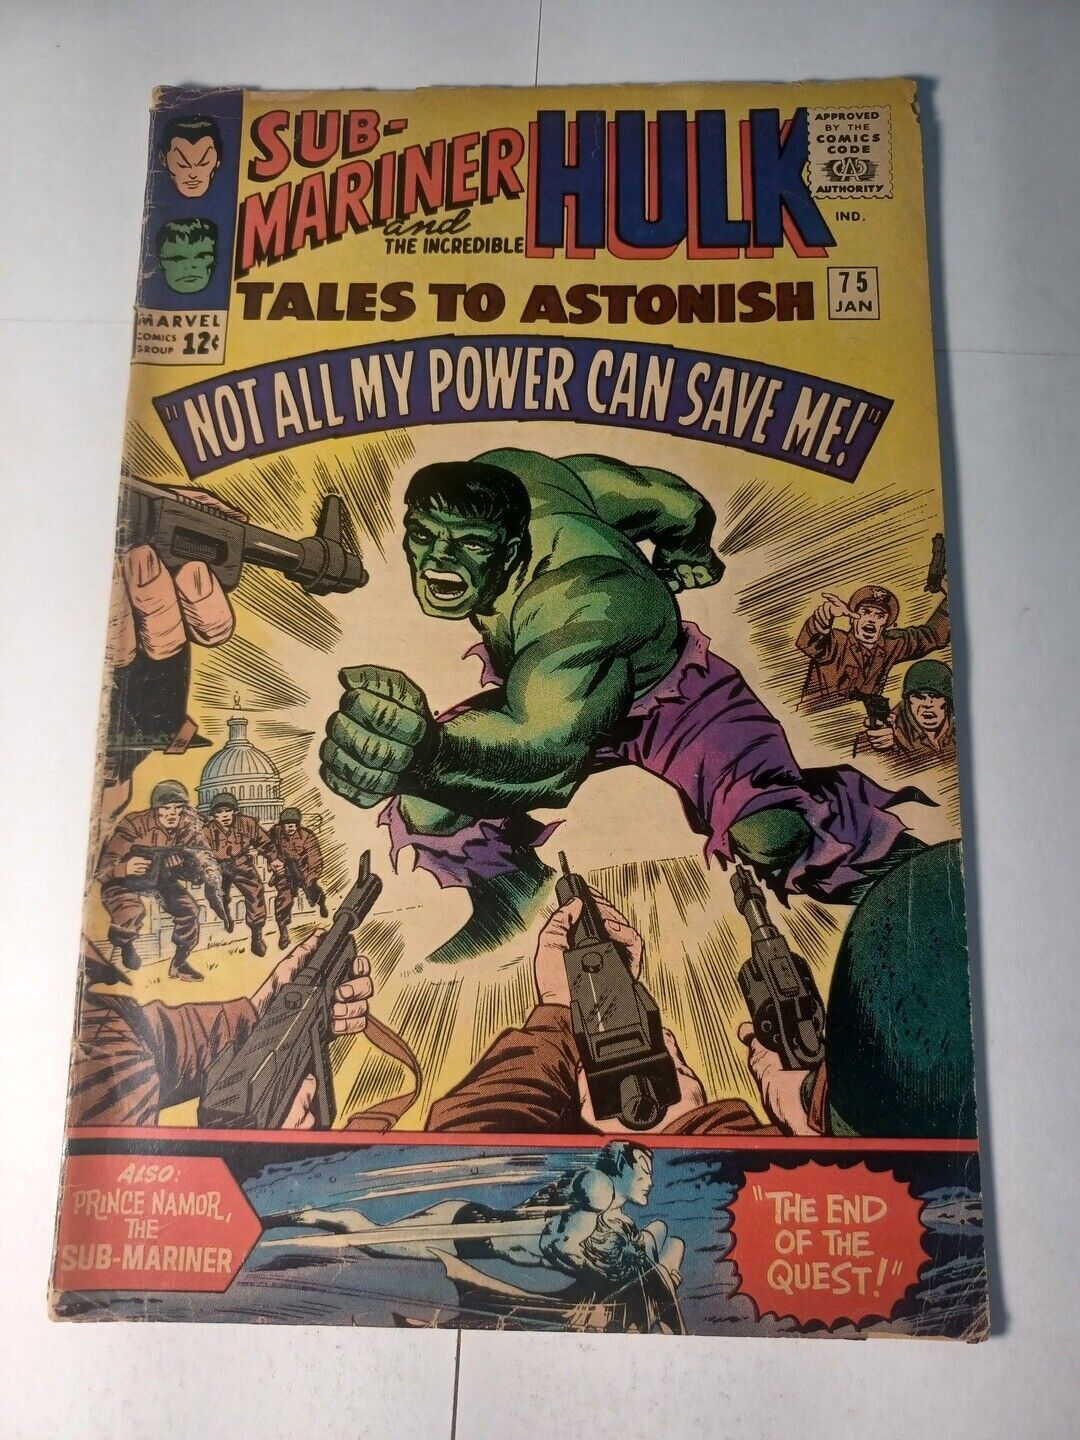 SUB-
MARINER
and
THE INCREDIBLE
HULK
APPROVED
BY THE
COMICS
CODE
CA
AUTHORITY
IND.
TALES TO ASTONISH
75
JAN
MARVEL
COMICS
GROUP
12¢
"NOT ALL MY POWER CAN SAVE ME!"
ALSO:
PRINCE NAMOR,
THE
SUB-MARINER
"THE END
OF THE
QUEST!"